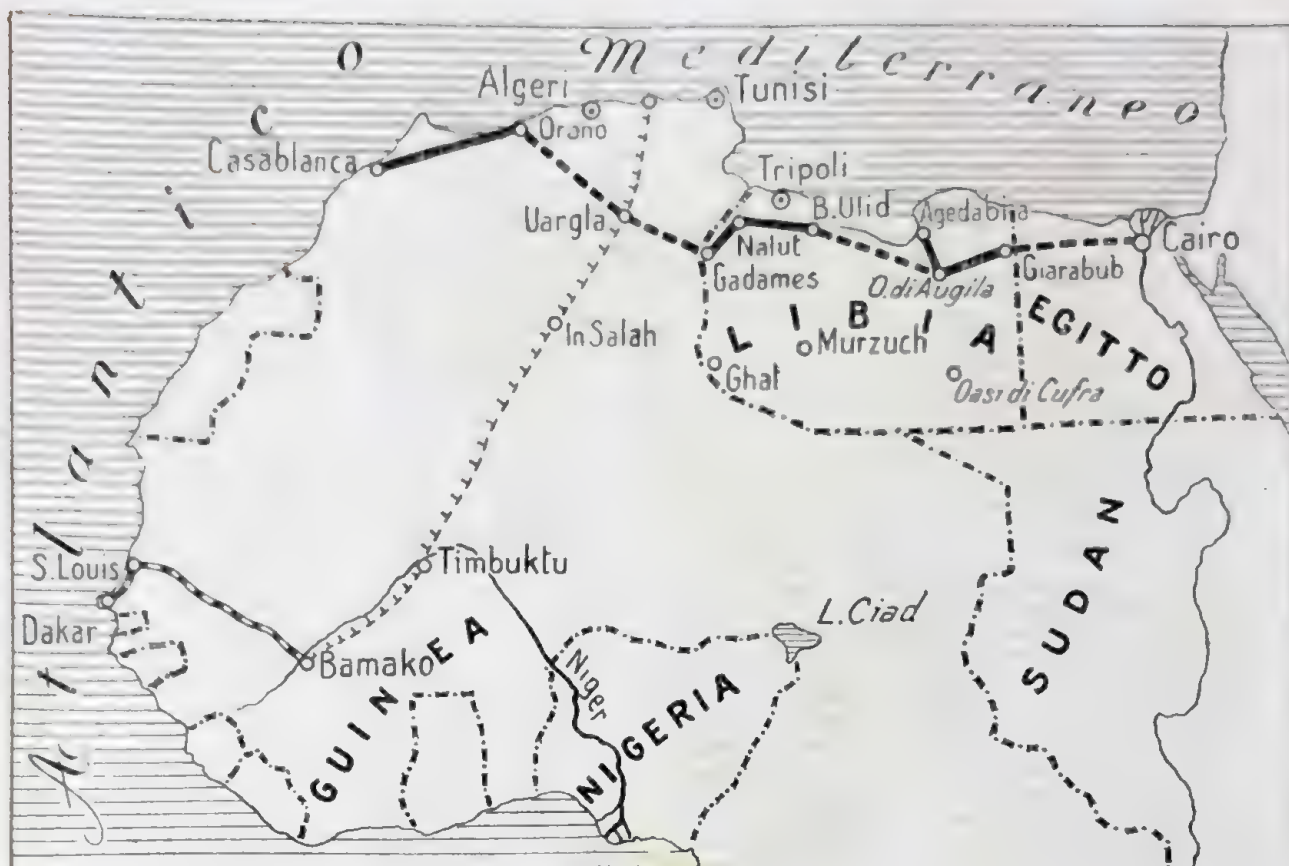 Mediterraneo
Atlantico
Algeri
Tunisi
Orano
Casablanca
Tripoli
B.Ulid
Agedabina
Uargla
Nalut
Cairo
Gadames
Giarabub
O.di Augila
LIBIA
EGITTO
In Salah
Murzuch
Ghat
Oasi di Cufra
SUDAN
S.Louis
Timbuktu
Dakar
L.Ciad
Bamako
GUINEA
Niger
NIGERIA